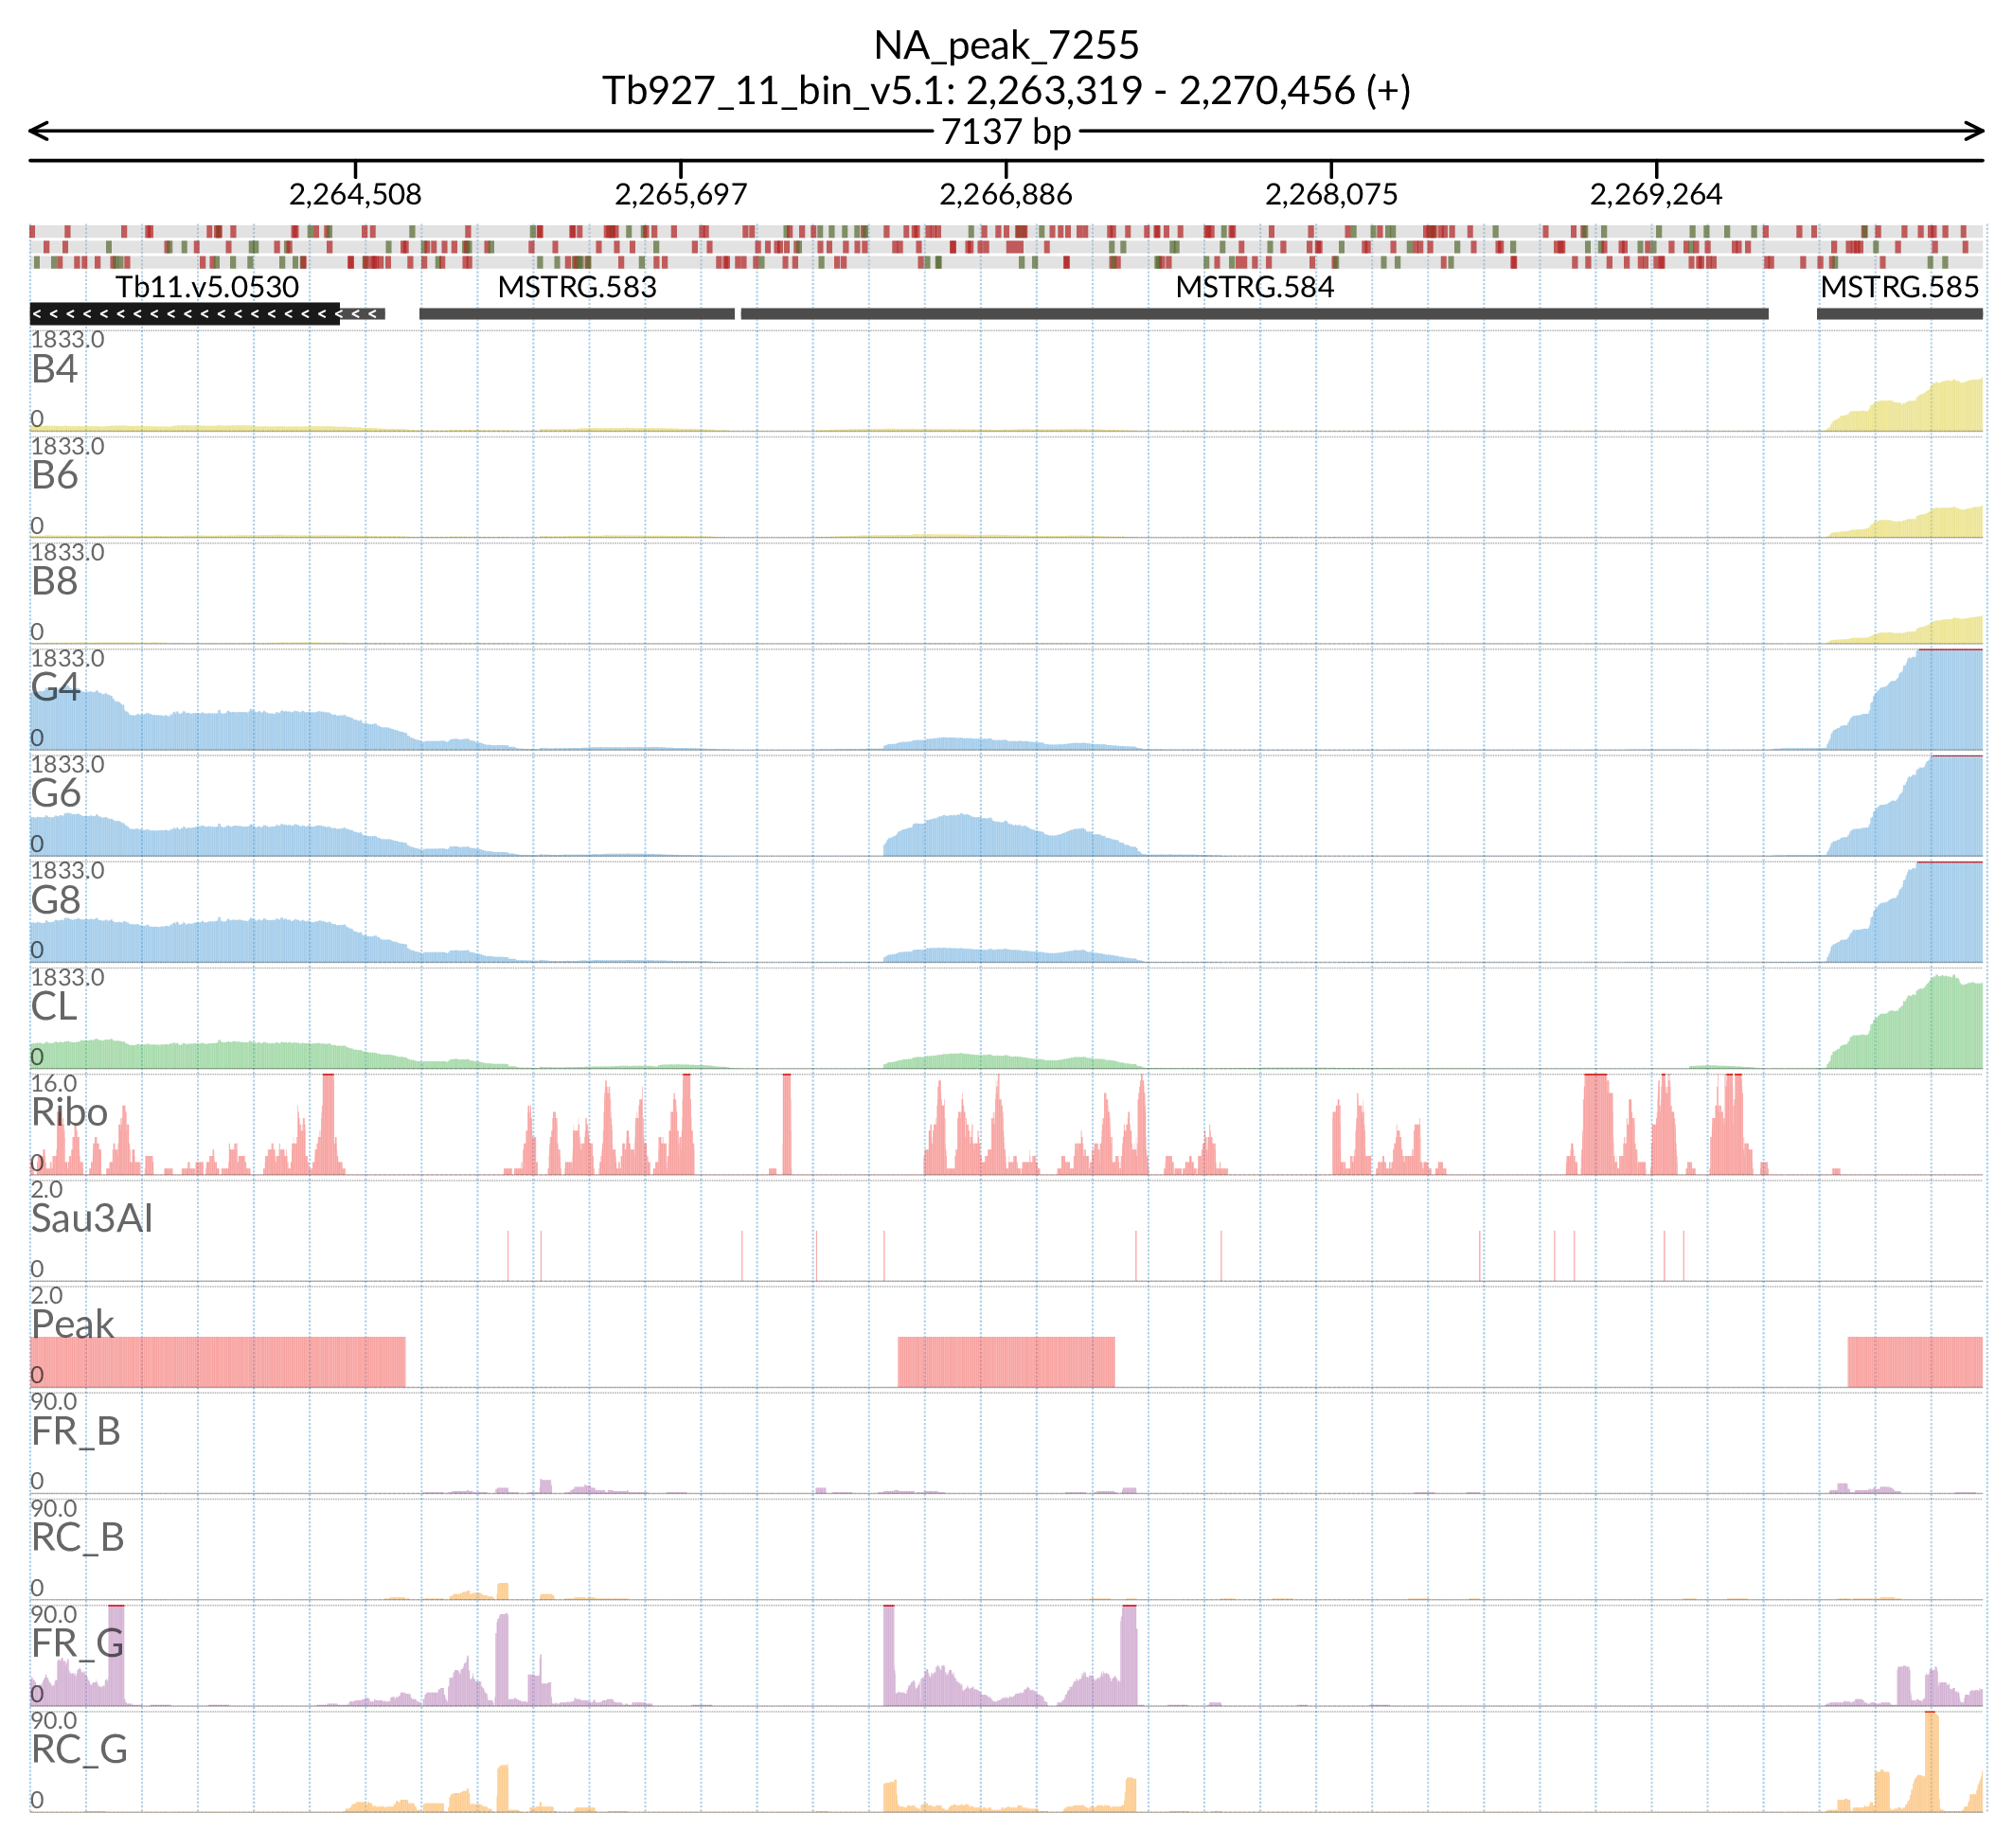 NA_peak_7255
Tb927_11_bin_v5.1: 2,263,319 - 2,270,456 (+)
7137 bp
2,264,508 2,265,697 2,266,886 2,268,075 2,269,264
Tb11.v5.0530 MSTRG.583 MSTRG.584 MSTRG.585
1833.0
B4
0
1833.0
B6
0
1833.0
B8
0
1833.0
G4
0
1833.0
G6
0
1833.0
G8
0
1833.0
CL
0
16.0
Ribo
0
2.0
Sau3AI
0
2.0
Peak
0
90.0
FR_B
0
90.0
RC_B
0
90.0
FR_G
0
90.0
RC_G
0